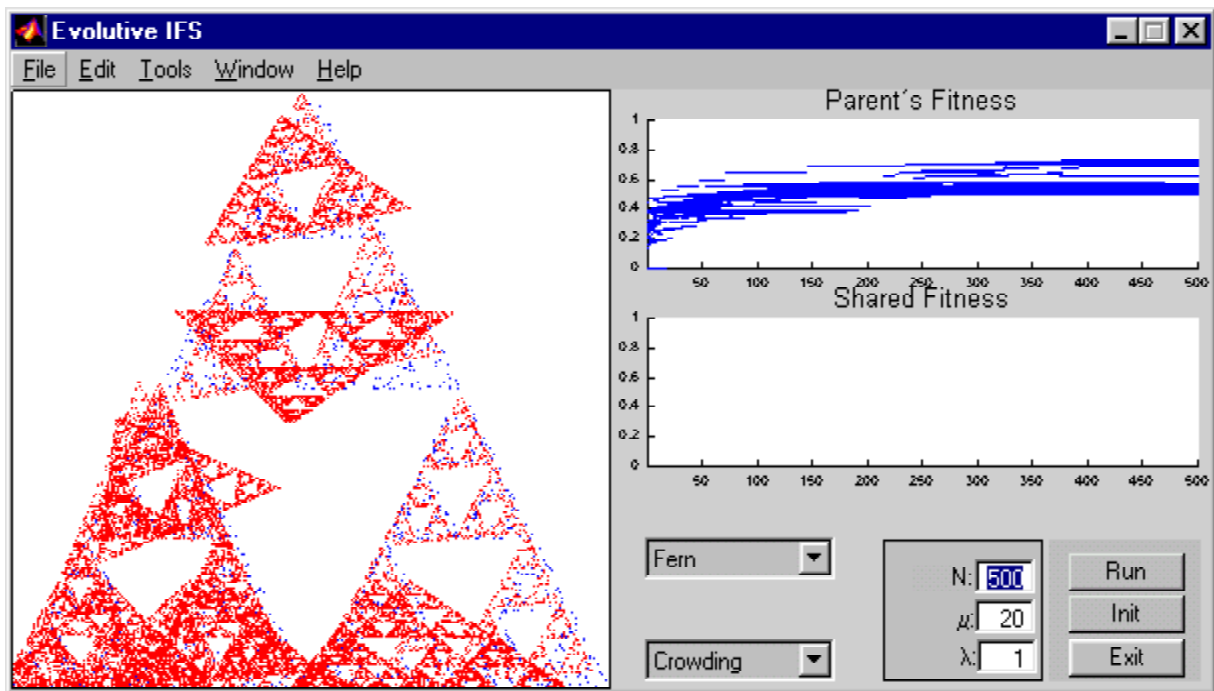 Evolutive IFS
File Edit Tools Window Help
Parent´s Fitness
1
0.8
0.6
0.4
0.2
0
50 100 150 200 250 300 350 400 450 500
Shared Fitness
1
0.8
0.6
0.4
0.2
0
50 100 150 200 250 300 350 400 450 500
Fern
N: 500
Run
μ: 20
Init
Crowding
λ: 1
Exit